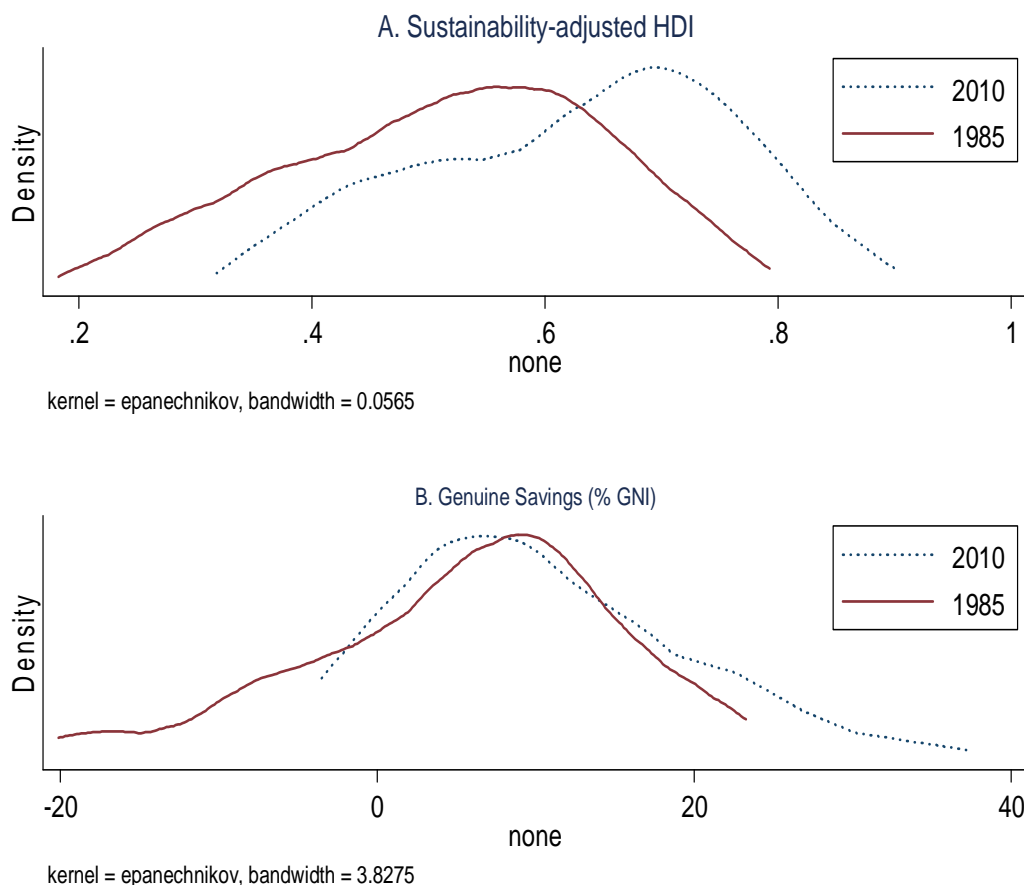 A. Sustainability-adjusted HDI
Density
2010
1985
.2 .4 .6 .8 1
none
kernel = epanechnikov, bandwidth = 0.0565
B. Genuine Savings (% GNI)
Density
2010
1985
-20 0 20 40
none
kernel = epanechnikov, bandwidth = 3.8275